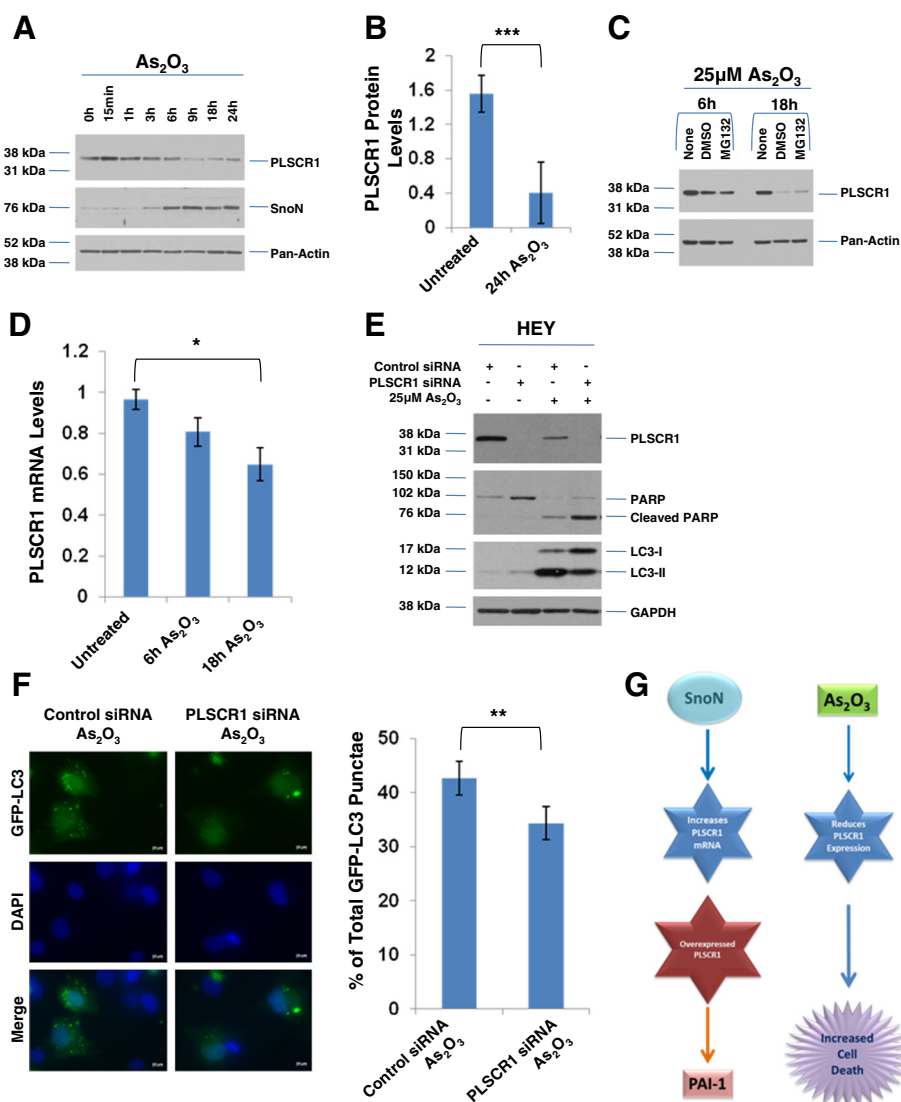 A
As2O3
0h 15min 1h 3h 6h 9h 18h 24h
38 kDa
31 kDa
PLSCR1
76 kDa
SnoN
52 kDa
38 kDa
Pan-Actin
B
***
PLSCR1 Protein
Levels
2
1.6
1.2
0.8
0.4
0
Untreated
24h As2O3
C
25μM As2O3
6h 18h
None DMSO MG132 None DMSO MG132
38 kDa
31 kDa
PLSCR1
52 kDa
38 kDa
Pan-Actin
D
*
PLSCR1 mRNA Levels
1.2
1
0.8
0.6
0.4
0.2
0
Untreated
6h As2O3
18h As2O3
E
HEY
Control siRNA + - + -
PLSCR1 siRNA - + - +
25μM As2O3 - - + +
38 kDa
31 kDa
PLSCR1
150 kDa
102 kDa
76 kDa
PARP
Cleaved PARP
17 kDa
12 kDa
LC3-I
LC3-II
38 kDa
GAPDH
F
Control siRNA
As2O3
PLSCR1 siRNA
As2O3
GFP-LC3
DAPI
Merge
**
% of Total GFP-LC3 Punctae
50
40
30
20
10
0
Control siRNA
As2O3
PLSCR1 siRNA
As2O3
G
SnoN
Increases
PLSCR1
mRNA
Overexpressed
PLSCR1
PAI-1
As2O3
Reduces
PLSCR1
Expression
Increased
Cell
Death